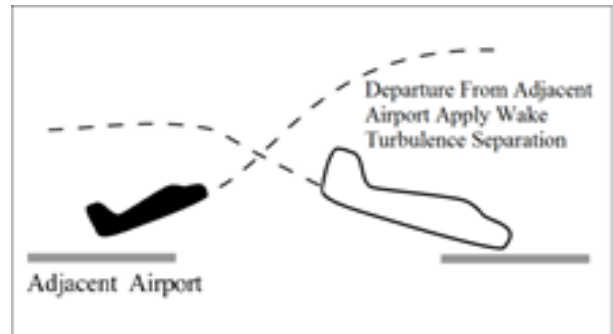 Departure From Adjacent
Airport Apply Wake
Turbulence Separation
Adjacent Airport